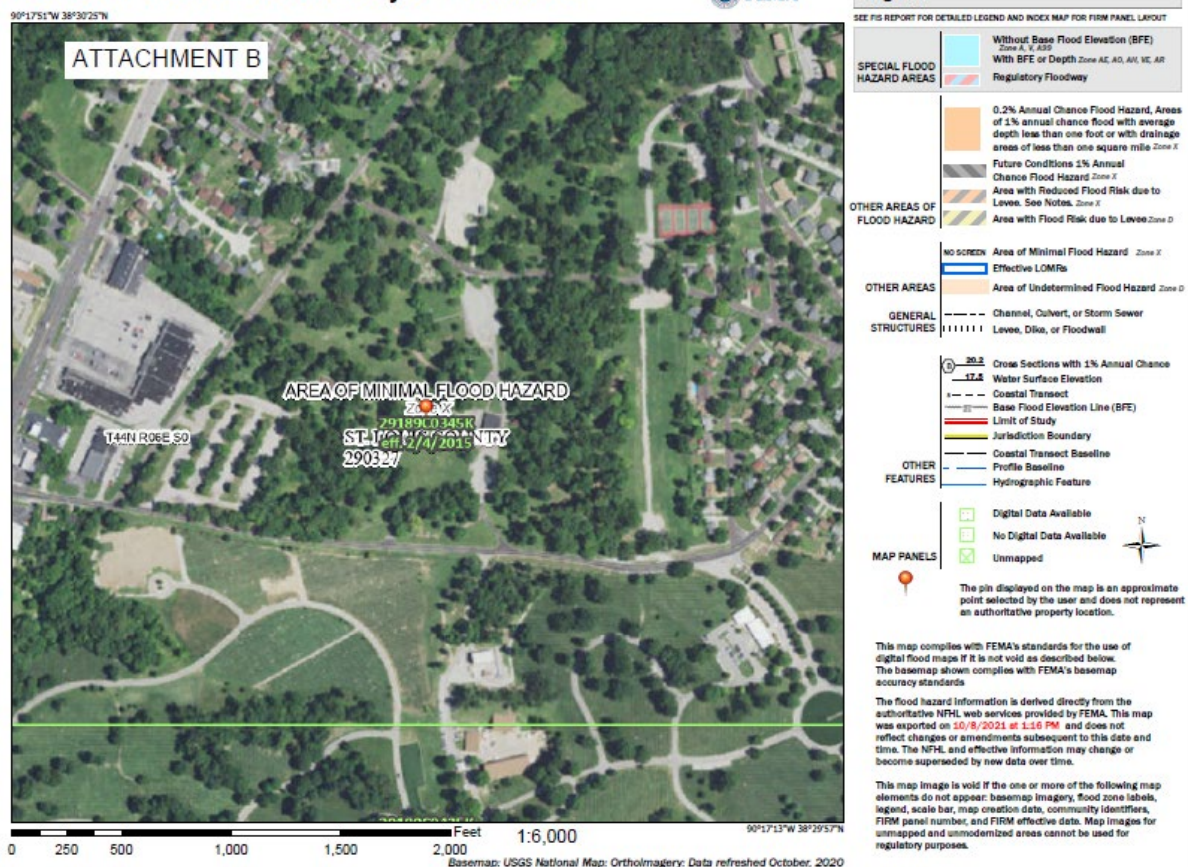 SEE FIS REPORT FOR DETAILED LEGEND AND INDEX MAP FOR FIRM PANEL LAYOUT
90°17'51"W 38°30'25"N
ATTACHMENT B
AREA OF MINIMAL FLOOD HAZARD
Zone X
29189C0345K
eff. 2/4/2015
ST. LOUIS COUNTY
290327
T44N R06E S0
90°17'13"W 38°29'57"N
0 250 500 1,000 1,500 2,000 Feet 1:6,000
Basemap: USGS National Map: Orthoimagery: Data refreshed October, 2020
SPECIAL FLOOD
HAZARD AREAS
Without Base Flood Elevation (BFE)
Zone A, V, A99
With BFE or Depth Zone AE, AO, AH, VE, AR
Regulatory Floodway
OTHER AREAS OF
FLOOD HAZARD
0.2% Annual Chance Flood Hazard, Areas
of 1% annual chance flood with average
depth less than one foot or with drainage
areas of less than one square mile Zone X
Future Conditions 1% Annual
Chance Flood Hazard Zone X
Area with Reduced Flood Risk due to
Levee. See Notes. Zone X
Area with Flood Risk due to Levee Zone D
OTHER AREAS
NO SCREEN Area of Minimal Flood Hazard Zone X
Effective LOMRs
Area of Undetermined Flood Hazard Zone D
GENERAL
STRUCTURES
Channel, Culvert, or Storm Sewer
Levee, Dike, or Floodwall
OTHER
FEATURES
20.2 Cross Sections with 1% Annual Chance
17.5 Water Surface Elevation
Coastal Transect
Base Flood Elevation Line (BFE)
Limit of Study
Jurisdiction Boundary
Coastal Transect Baseline
Profile Baseline
Hydrographic Feature
MAP PANELS
Digital Data Available
No Digital Data Available
Unmapped
N
The pin displayed on the map is an approximate
point selected by the user and does not represent
an authoritative property location.
This map complies with FEMA's standards for the use of
digital flood maps if it is not void as described below.
The basemap shown complies with FEMA's basemap
accuracy standards
The flood hazard information is derived directly from the
authoritative NFHL web services provided by FEMA. This map
was exported on 10/8/2021 at 1:16 PM and does not
reflect changes or amendments subsequent to this date and
time. The NFHL and effective information may change or
become superseded by new data over time.
This map image is void if the one or more of the following map
elements do not appear: basemap imagery, flood zone labels,
legend, scale bar, map creation date, community identifiers,
FIRM panel number, and FIRM effective date. Map images for
unmapped and unmodernized areas cannot be used for
regulatory purposes.